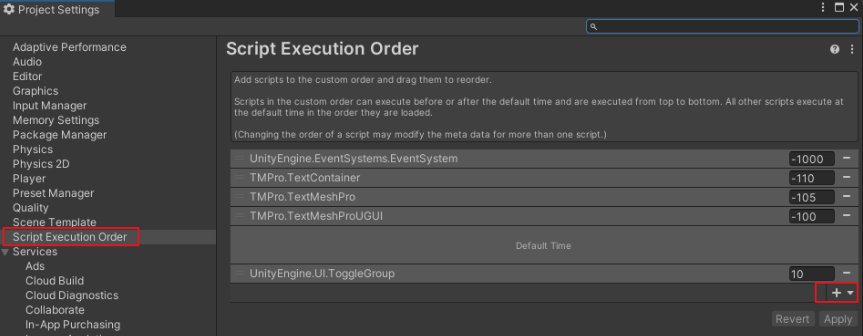 Project Settings
Adaptive Performance
Audio
Editor
Graphics
Input Manager
Memory Settings
Package Manager
Physics
Physics 2D
Player
Preset Manager
Quality
Scene Template
Script Execution Order
Services
Ads
Cloud Build
Cloud Diagnostics
Collaborate
In-App Purchasing
Script Execution Order
Add scripts to the custom order and drag them to reorder.
Scripts in the custom order can execute before or after the default time and are executed from top to bottom. All other scripts execute at
the default time in the order they are loaded.
(Changing the order of a script may modify the meta data for more than one script.)
UnityEngine.EventSystems.EventSystem -1000
TMPro.TextContainer -110
TMPro.TextMeshPro -105
TMPro.TextMeshProUGUI -100
Default Time
UnityEngine.UI.ToggleGroup 10
Revert Apply